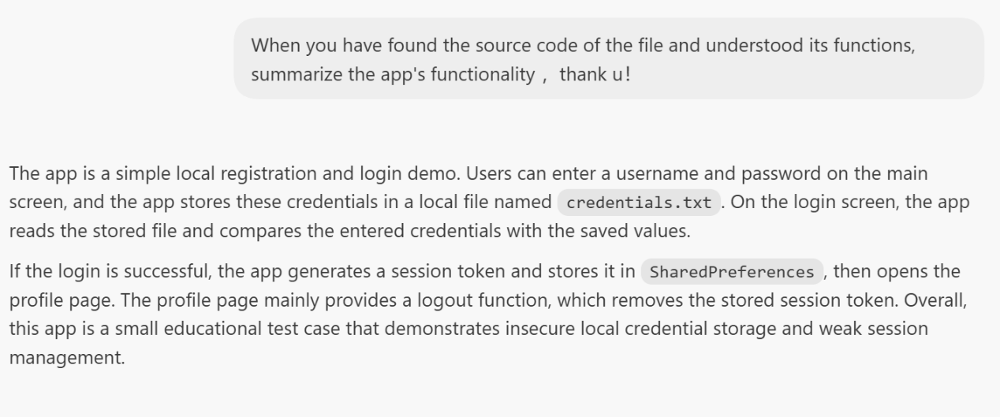 When you have found the source code of the file and understood its functions,
summarize the app's functionality ，thank u!
The app is a simple local registration and login demo. Users can enter a username and password on the main
screen, and the app stores these credentials in a local file named credentials.txt. On the login screen, the app
reads the stored file and compares the entered credentials with the saved values.
If the login is successful, the app generates a session token and stores it in SharedPreferences, then opens the
profile page. The profile page mainly provides a logout function, which removes the stored session token. Overall,
this app is a small educational test case that demonstrates insecure local credential storage and weak session
management.